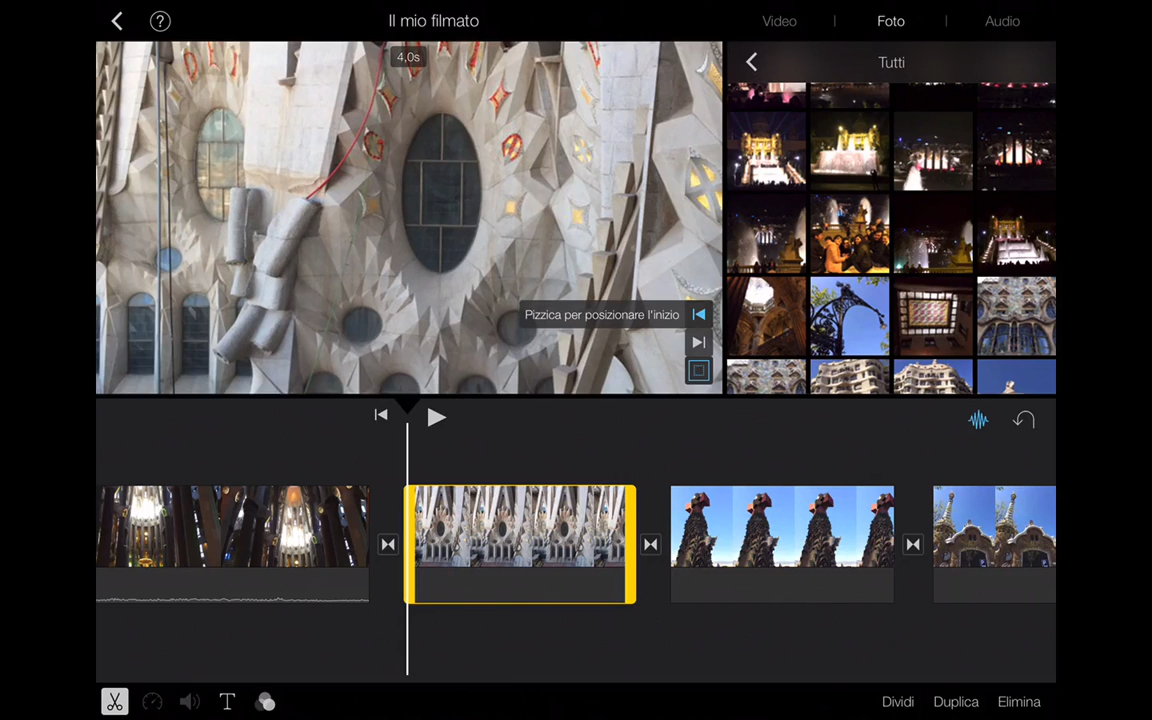 Il mio filmato
Video | Foto | Audio
4,0s
Tutti
Pizzica per posizionare l'inizio
T
Dividi Duplica Elimina